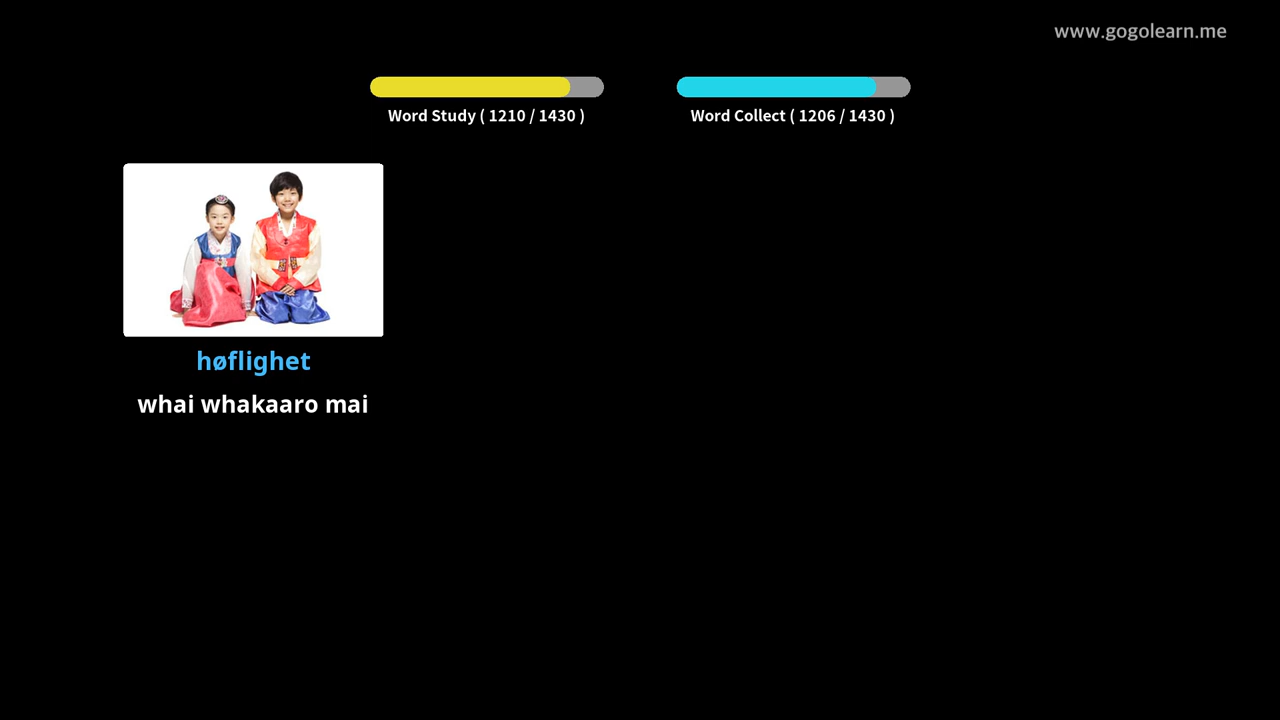 www.gogolearn.me
Word Study ( 1210 / 1430 )
Word Collect ( 1206 / 1430 )
høflighet
whai whakaaro mai